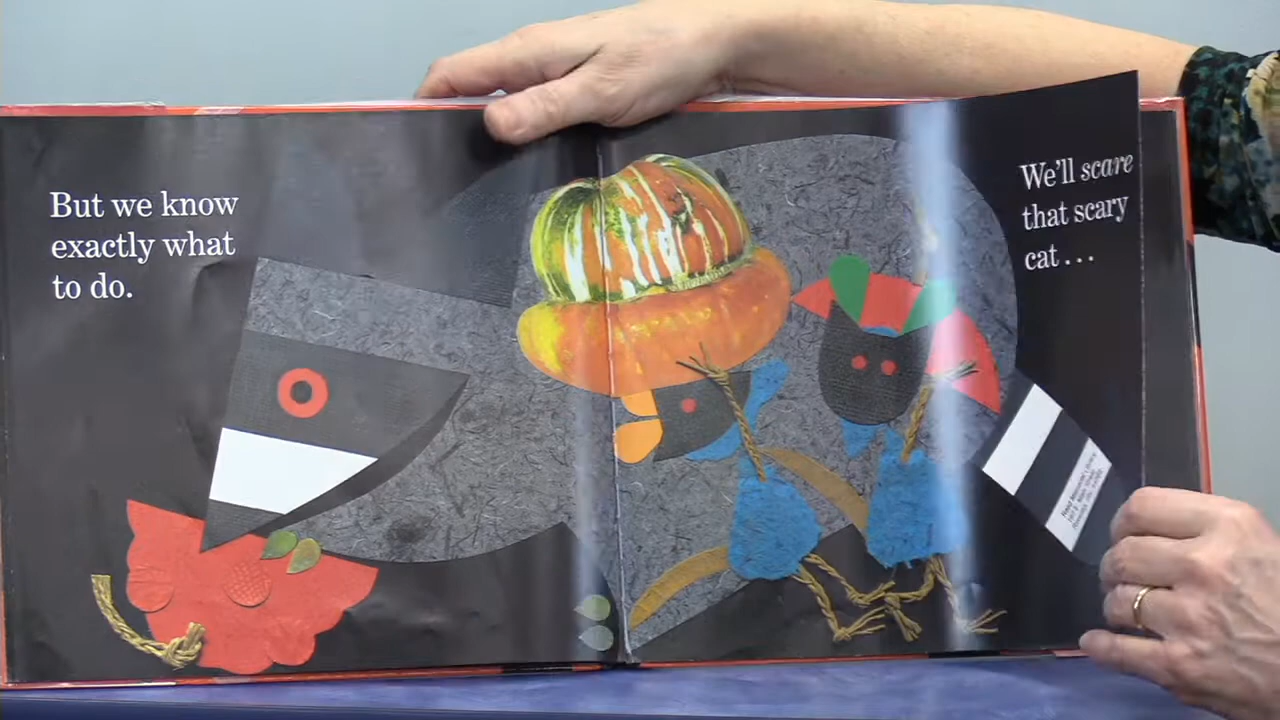 But we know
exactly what
to do.
We'll scare
that scary
cat...